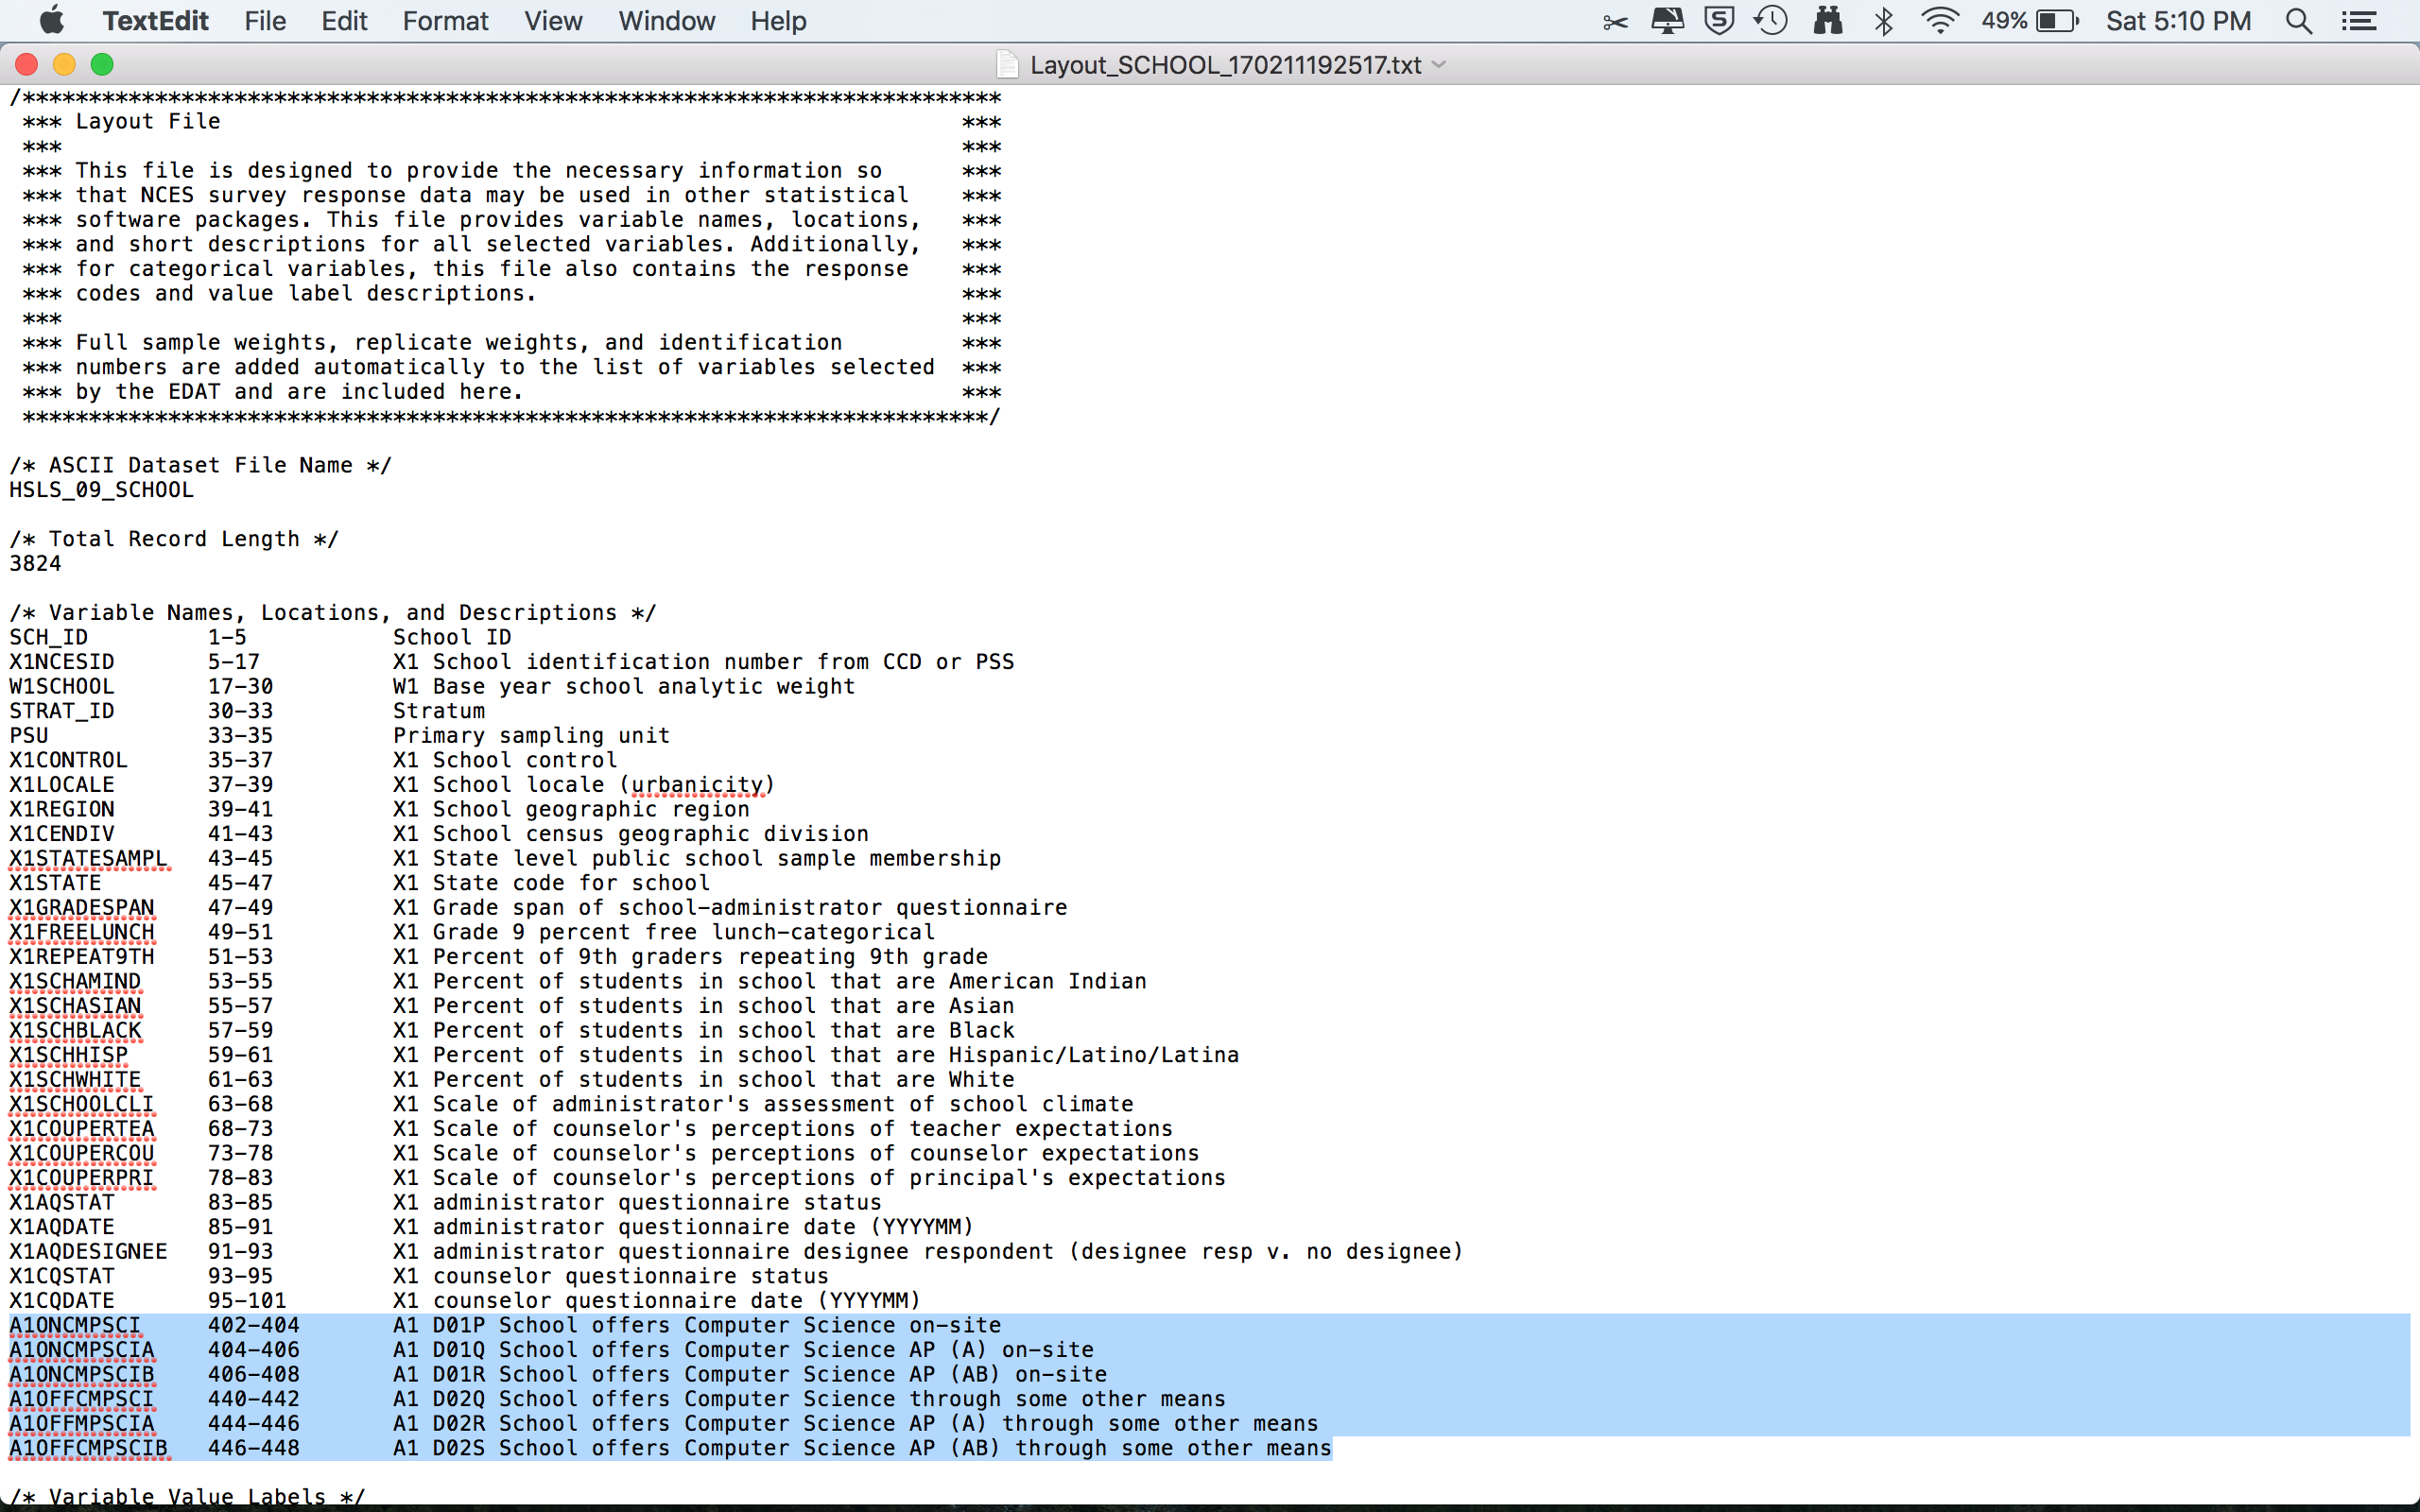 TextEdit File Edit Format View Window Help 49% Sat 5:10 PM
Layout_SCHOOL_170211192517.txt
/**************************************************************************
*** Layout File ***
*** ***
*** This file is designed to provide the necessary information so ***
*** that NCES survey response data may be used in other statistical ***
*** software packages. This file provides variable names, locations, ***
*** and short descriptions for all selected variables. Additionally, ***
*** for categorical variables, this file also contains the response ***
*** codes and value label descriptions. ***
*** ***
*** Full sample weights, replicate weights, and identification ***
*** numbers are added automatically to the list of variables selected ***
*** by the EDAT and are included here. ***
*************************************************************************/
/* ASCII Dataset File Name */
HSLS_09_SCHOOL
/* Total Record Length */
3824
/* Variable Names, Locations, and Descriptions */
SCH_ID 1-5 School ID
X1NCESID 5-17 X1 School identification number from CCD or PSS
W1SCHOOL 17-30 W1 Base year school analytic weight
STRAT_ID 30-33 Stratum
PSU 33-35 Primary sampling unit
X1CONTROL 35-37 X1 School control
X1LOCALE 37-39 X1 School locale (urbanicity)
X1REGION 39-41 X1 School geographic region
X1CENDIV 41-43 X1 School census geographic division
X1STATESAMPL 43-45 X1 State level public school sample membership
X1STATE 45-47 X1 State code for school
X1GRADESPAN 47-49 X1 Grade span of school-administrator questionnaire
X1FREELUNCH 49-51 X1 Grade 9 percent free lunch-categorical
X1REPEAT9TH 51-53 X1 Percent of 9th graders repeating 9th grade
X1SCHAMIND 53-55 X1 Percent of students in school that are American Indian
X1SCHASIAN 55-57 X1 Percent of students in school that are Asian
X1SCHBLACK 57-59 X1 Percent of students in school that are Black
X1SCHHISP 59-61 X1 Percent of students in school that are Hispanic/Latino/Latina
X1SCHWHITE 61-63 X1 Percent of students in school that are White
X1SCHOOLCLI 63-68 X1 Scale of administrator's assessment of school climate
X1COUPERTEA 68-73 X1 Scale of counselor's perceptions of teacher expectations
X1COUPERCOU 73-78 X1 Scale of counselor's perceptions of counselor expectations
X1COUPERPRI 78-83 X1 Scale of counselor's perceptions of principal's expectations
X1AQSTAT 83-85 X1 administrator questionnaire status
X1AQDATE 85-91 X1 administrator questionnaire date (YYYYMM)
X1AQDESIGNEE 91-93 X1 administrator questionnaire designee respondent (designee resp v. no designee)
X1CQSTAT 93-95 X1 counselor questionnaire status
X1CQDATE 95-101 X1 counselor questionnaire date (YYYYMM)
A1ONCMPSCI 402-404 A1 D01P School offers Computer Science on-site
A1ONCMPSCIA 404-406 A1 D01Q School offers Computer Science AP (A) on-site
A1ONCMPSCIB 406-408 A1 D01R School offers Computer Science AP (AB) on-site
A1OFFCMPSCI 440-442 A1 D02Q School offers Computer Science through some other means
A1OFFMPSCIA 444-446 A1 D02R School offers Computer Science AP (A) through some other means
A1OFFCMPSCIB 446-448 A1 D02S School offers Computer Science AP (AB) through some other means
/* Variable Value Labels */